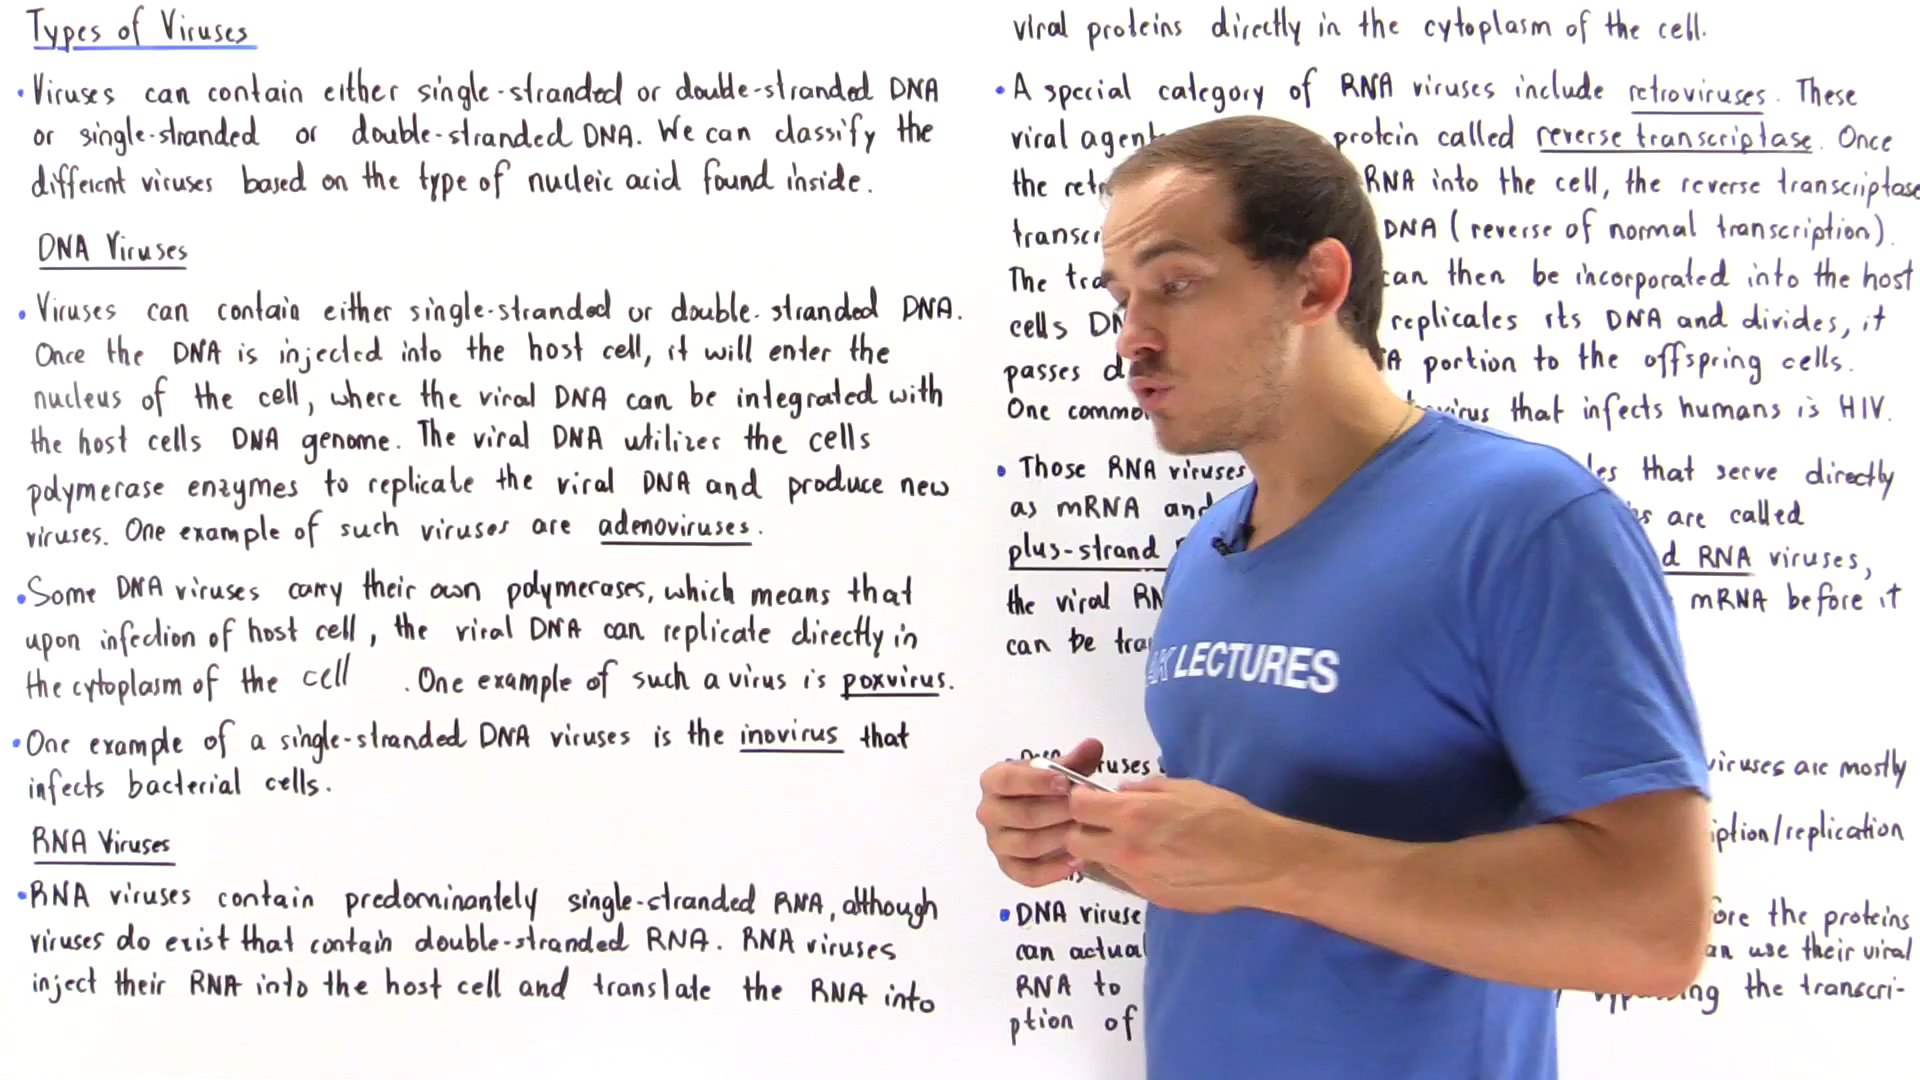 Types of Viruses
• Viruses can contain either single-stranded or double-stranded DNA
or single-stranded or double-stranded DNA. We can classify the
different viruses based on the type of nucleic acid found inside.
DNA Viruses
• Viruses can contain either single-stranded or double-stranded DNA.
Once the DNA is injected into the host cell, it will enter the
nucleus of the cell, where the viral DNA can be integrated with
the host cells DNA genome. The viral DNA utilizes the cells
polymerase enzymes to replicate the viral DNA and produce new
viruses. One example of such viruses are adenoviruses.
• Some DNA viruses carry their own polymerases, which means that
upon infection of host cell, the viral DNA can replicate directly in
the cytoplasm of the cell . One example of such a virus is poxvirus.
• One example of a single-stranded DNA viruses is the inovirus that
infects bacterial cells.
RNA Viruses
• RNA viruses contain predominantely single-stranded RNA, although
viruses do exist that contain double-stranded RNA. RNA viruses
inject their RNA into the host cell and translate the RNA into
viral proteins directly in the cytoplasm of the cell.
• A special category of RNA viruses include retroviruses. These
viral agent protein called reverse transcriptase. Once
the RNA into the cell, the reverse transcriptase
DNA (reverse of normal transcription).
The can then be incorporated into the host
cells replicates its DNA and divides, it
passes portion to the offspring cells.
One that infects humans is HIV.
• Those RNA viruses that serve directly
as mRNA and are called
plus-strand RNA viruses,
the viral mRNA before it
can be
viruses are mostly
ption/replication
• DNA viruse the proteins
can use their viral
RNA to the transcri-
ption of
AK LECTURES